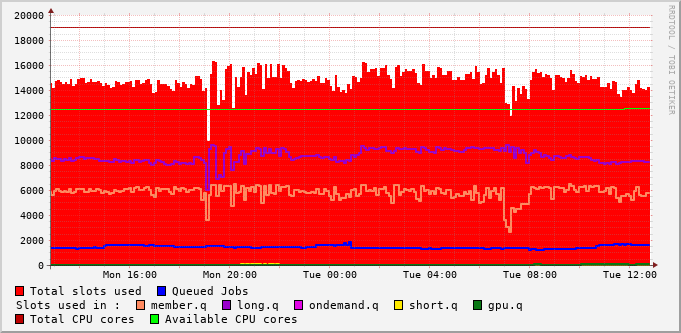 20000
18000
16000
14000
12000
10000
8000
6000
4000
2000
0
Mon 16:00 Mon 20:00 Tue 00:00 Tue 04:00 Tue 08:00 Tue 12:00
Total slots used Queued Jobs
Slots used in : member.q long.q ondemand.q short.q gpu.q
Total CPU cores Available CPU cores
RRDTOOL / TOBI OETIKER